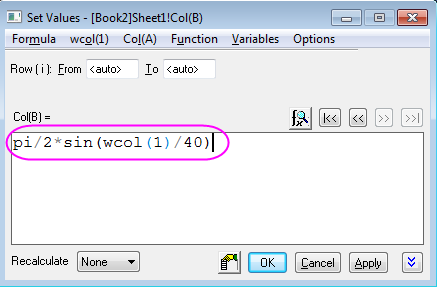 Set Values - [Book2]Sheet1!Col(B)
Formula wcol(1) Col(A) Function Variables Options
Row ( i ): From <auto> To <auto>
Col(B) =
pi/2*sin(wcol(1)/40)
Recalculate None OK Cancel Apply